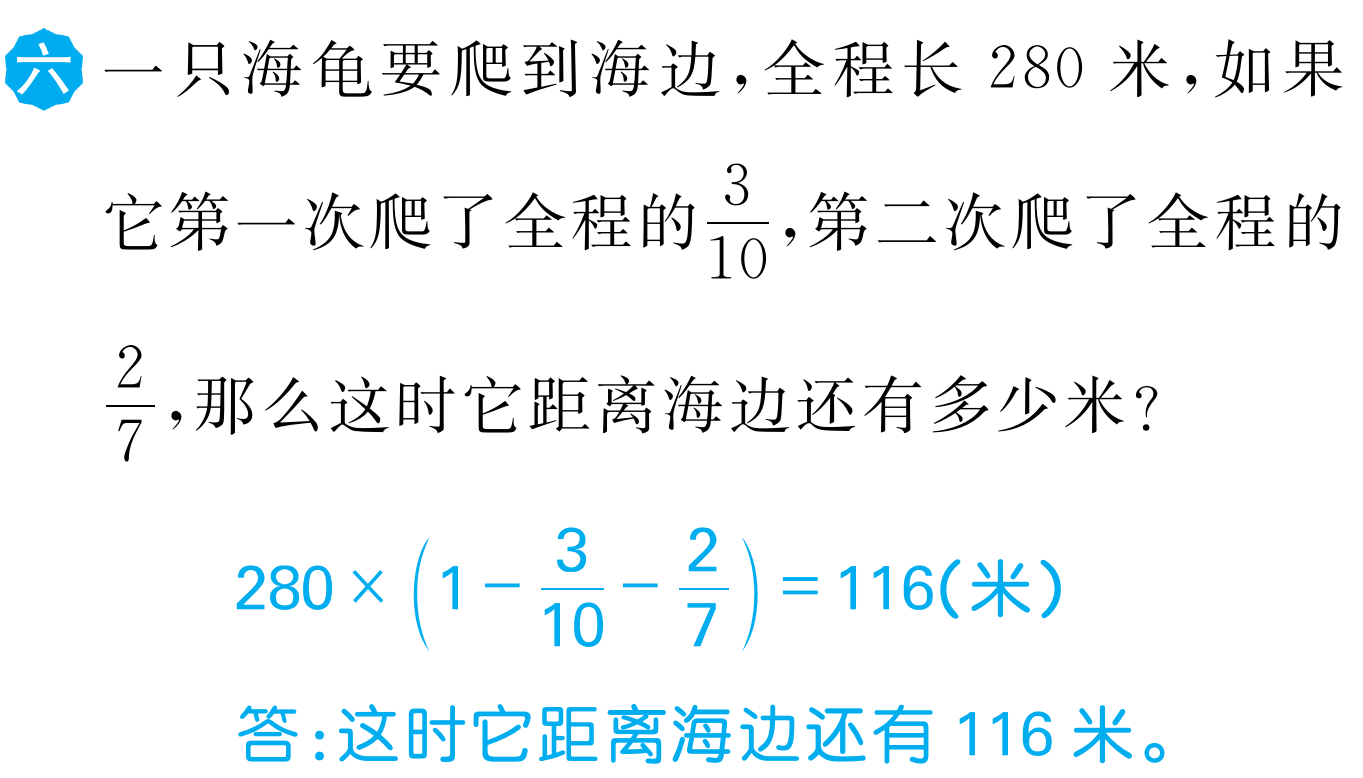 六 一只海龟要爬到海边,全程长 280 米,如果
它第一次爬了全程的3/10,第二次爬了全程的
2/7,那么这时它距离海边还有多少米?
280×(1-3/10-2/7)=116(米)
答:这时它距离海边还有 116 米。